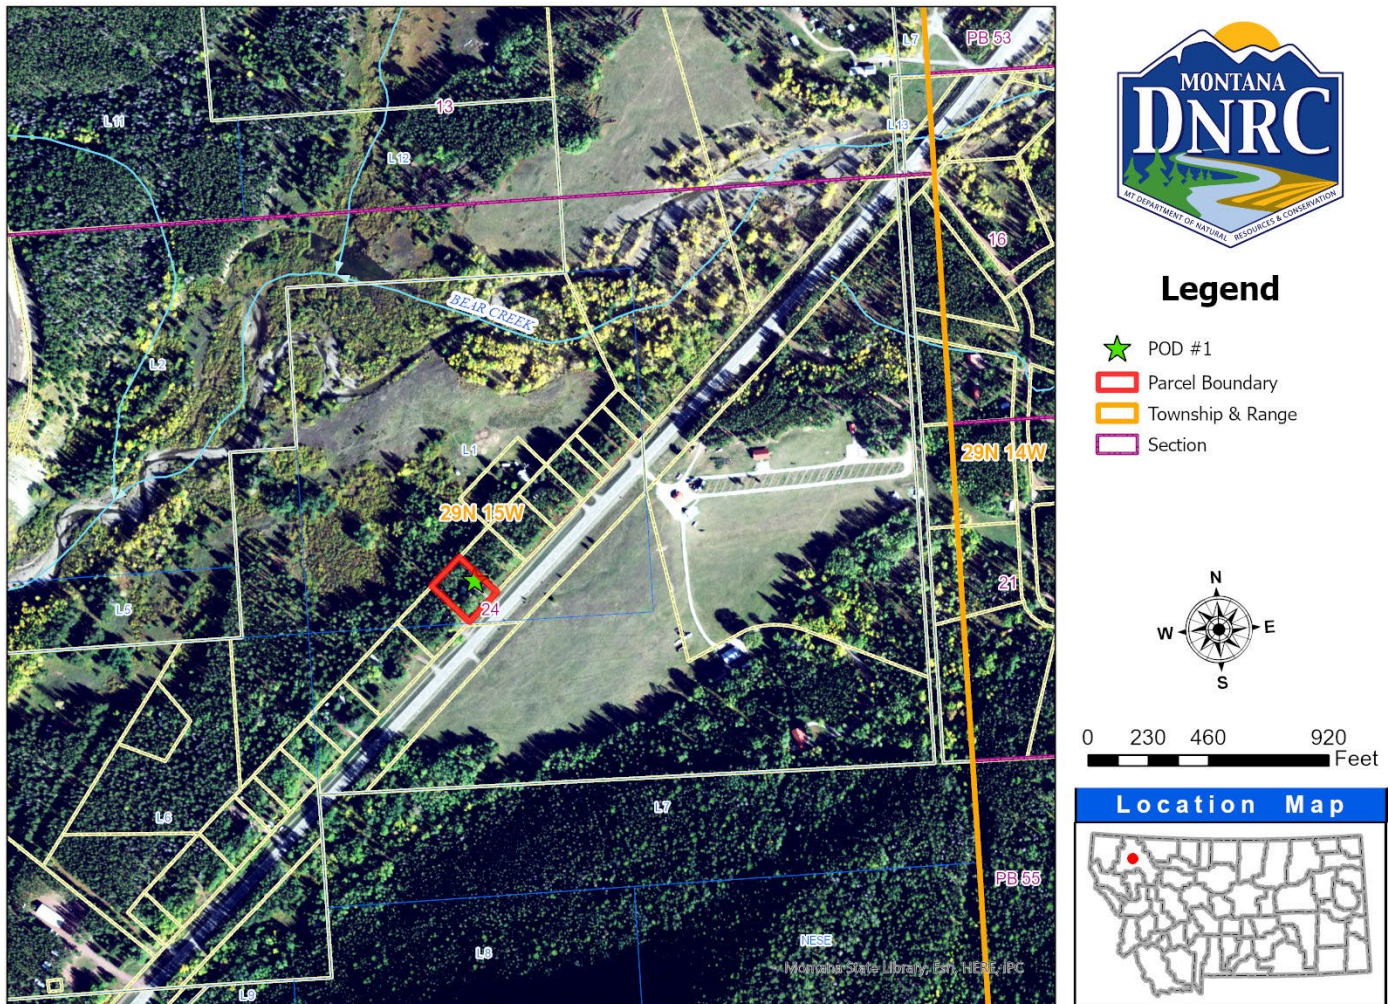 PB 53
L7
13
L11
L12
L13
16
BEAR CREEK
L2
L1
29N 14W
29N 15W
L5
24
21
L6
L7
PB 55
NESE
L8
L9
Montana State Library, Esri, HERE, iPC
MONTANA
DNRC
MT DEPARTMENT OF NATURAL RESOURCES & CONSERVATION
Legend
POD #1
Parcel Boundary
Township & Range
Section
N
W
E
S
0 230 460 920
Feet
Location Map